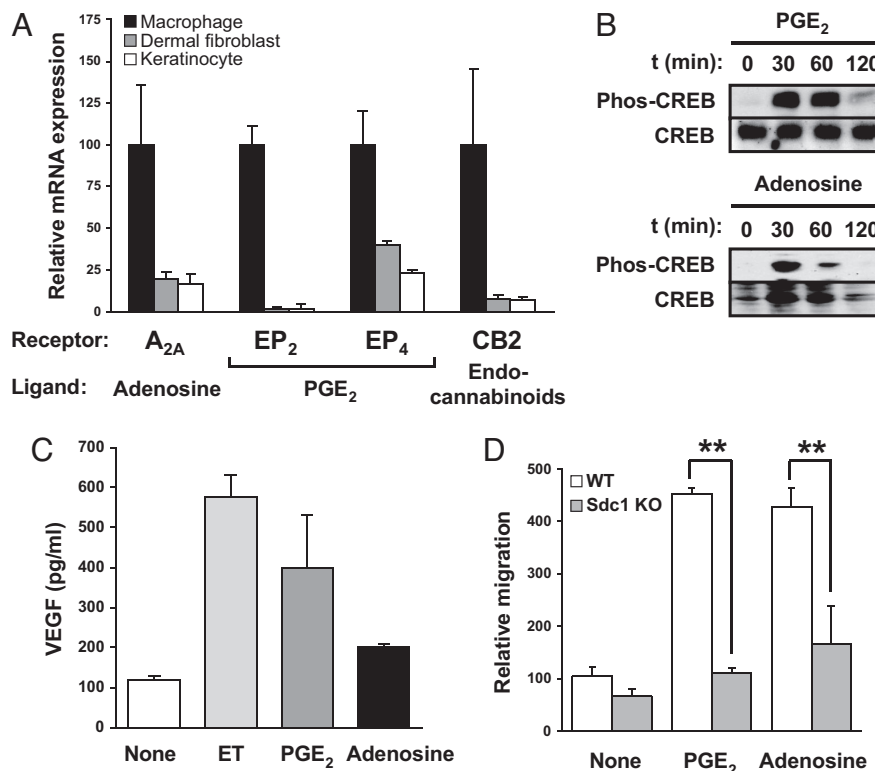 A
Macrophage
Dermal fibroblast
Keratinocyte
Relative mRNA expression
175
150
125
100
75
50
25
0
Receptor: A2A EP2 EP4 CB2
Ligand: Adenosine PGE2 Endo-
cannabinoids
B
PGE2
t (min): 0 30 60 120
Phos-CREB
CREB
Adenosine
t (min): 0 30 60 120
Phos-CREB
CREB
C
VEGF (pg/ml)
700
600
500
400
300
200
100
0
None ET PGE2 Adenosine
D
WT
Sdc1 KO
** **
Relative migration
500
400
300
200
100
0
None PGE2 Adenosine